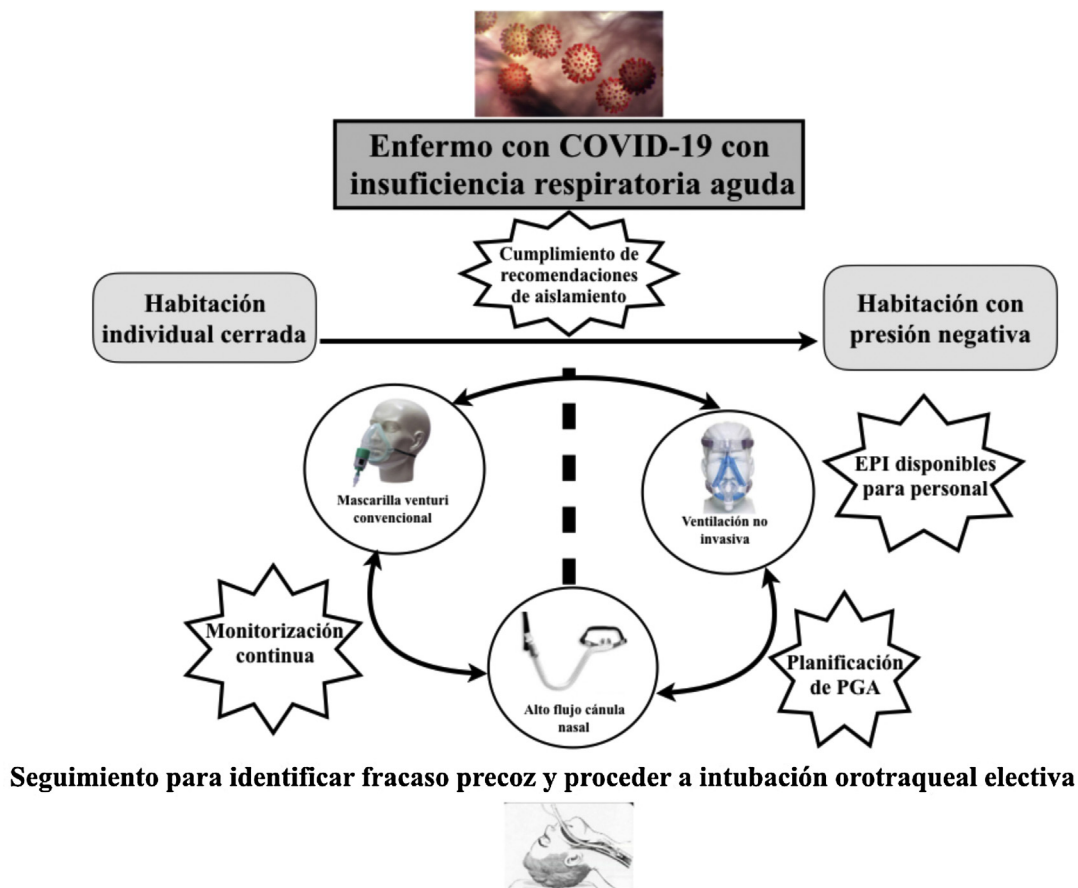 Enfermo con COVID-19 con
insuficiencia respiratoria aguda
Cumplimiento de
recomendaciones
de aislamiento
Habitación
individual cerrada
Habitación con
presión negativa
Mascarilla venturi
convencional
Ventilación no
invasiva
EPI disponibles
para personal
Monitorización
continua
Alto flujo cánula
nasal
Planificación
de PGA
Seguimiento para identificar fracaso precoz y proceder a intubación orotraqueal electiva